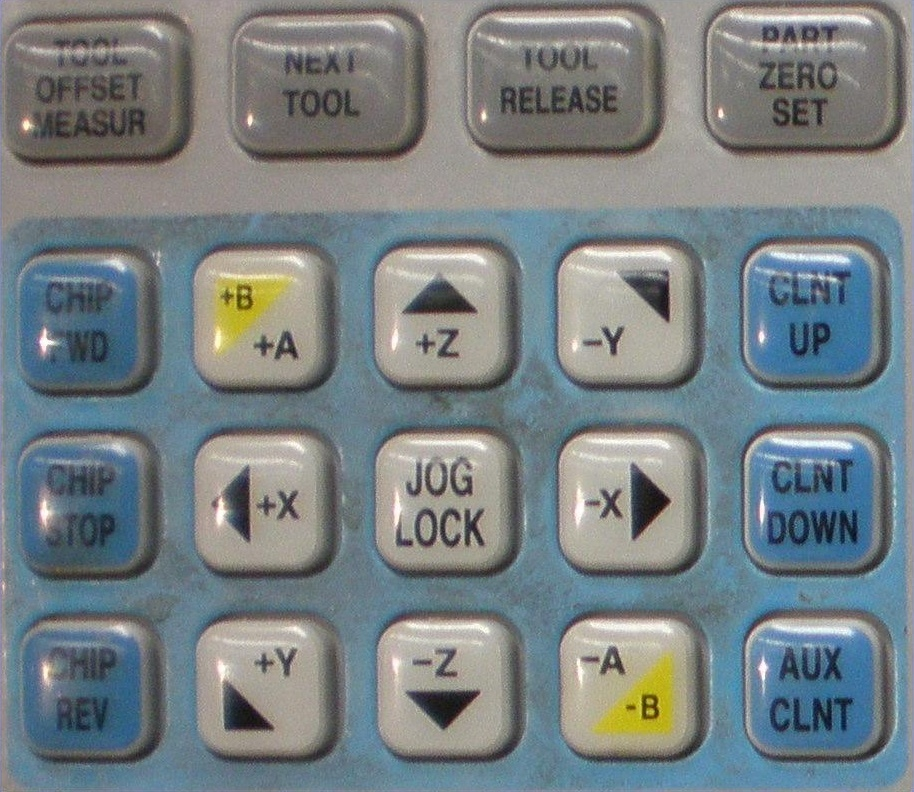 TOOL
OFFSET
MEASUR
NEXT
TOOL
TOOL
RELEASE
PART
ZERO
SET
CHIP
FWD
+B
+A
+Z
–Y
CLNT
UP
CHIP
STOP
+X
JOG
LOCK
–X
CLNT
DOWN
CHIP
REV
+Y
–Z
–A
-B
AUX
CLNT